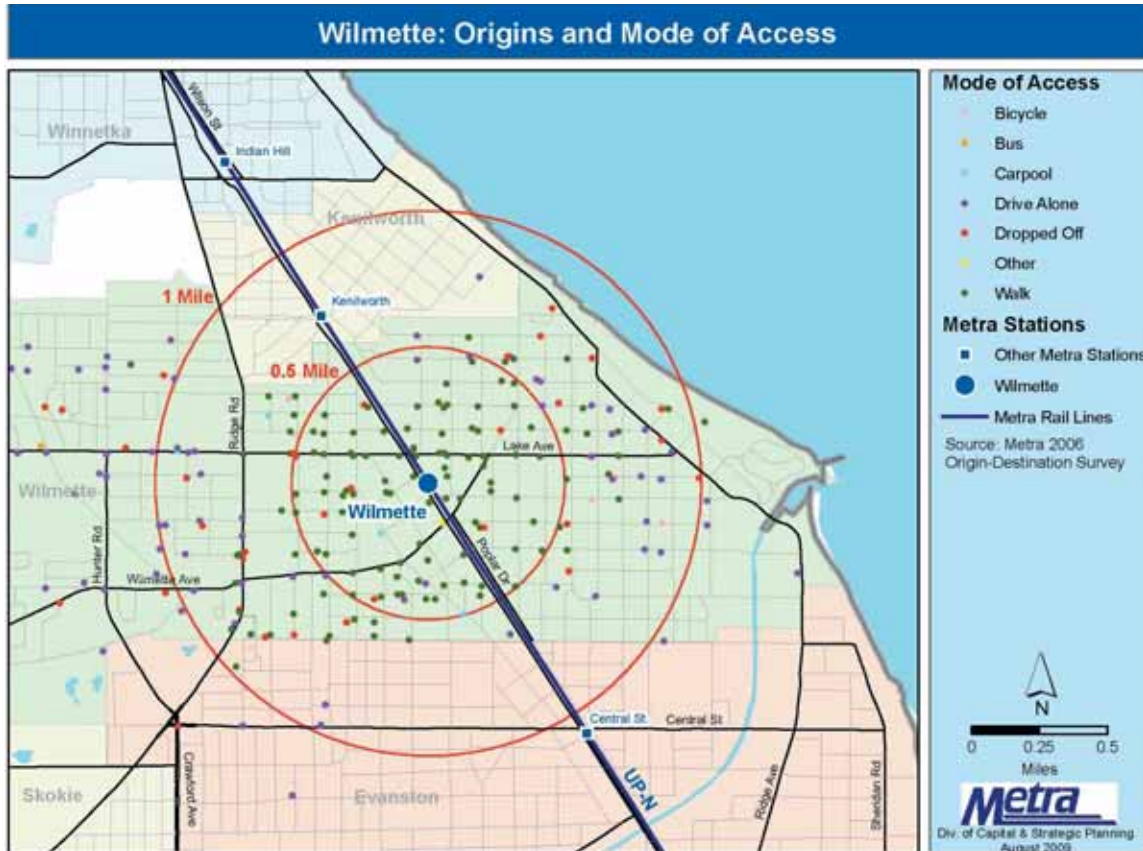 Wilmette: Origins and Mode of Access
Winnetka
Wilson St
Indian Hill
Kenilworth
1 Mile
Kenilworth
0.5 Mile
Ridge Rd
Lake Ave
Wilmette
Wilmette
Hunter Rd
Poplar Dr
Wilmette Ave
Central St.
Central St
Crawford Ave
UP-N
Ridge Ave
Sheridan Rd
Skokie
Evanston
Mode of Access
Bicycle
Bus
Carpool
Drive Alone
Dropped Off
Other
Walk
Metra Stations
Other Metra Stations
Wilmette
Metra Rail Lines
Source: Metra 2006
Origin-Destination Survey
N
0 0.25 0.5
Miles
Metra
Div. of Capital & Strategic Planning
August 2009